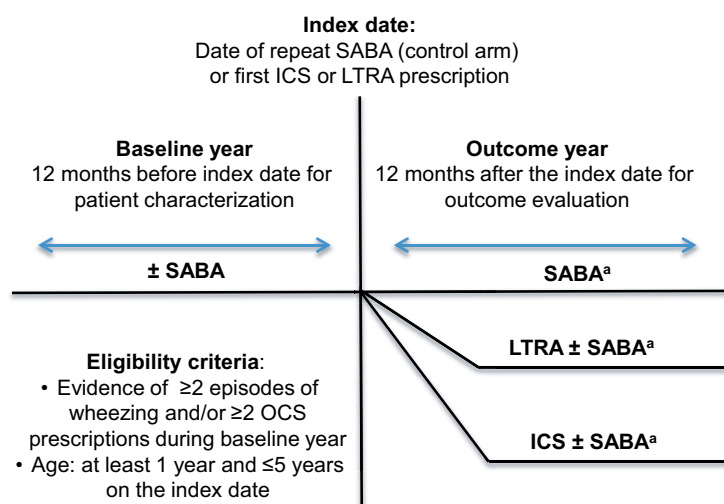 Index date:
Date of repeat SABA (control arm)
or first ICS or LTRA prescription
Baseline year
12 months before index date for
patient characterization
Outcome year
12 months after the index date for
outcome evaluation
± SABA
SABAᵃ
LTRA ± SABAᵃ
ICS ± SABAᵃ
Eligibility criteria:
• Evidence of ≥2 episodes of
wheezing and/or ≥2 OCS
prescriptions during baseline year
• Age: at least 1 year and ≤5 years
on the index date